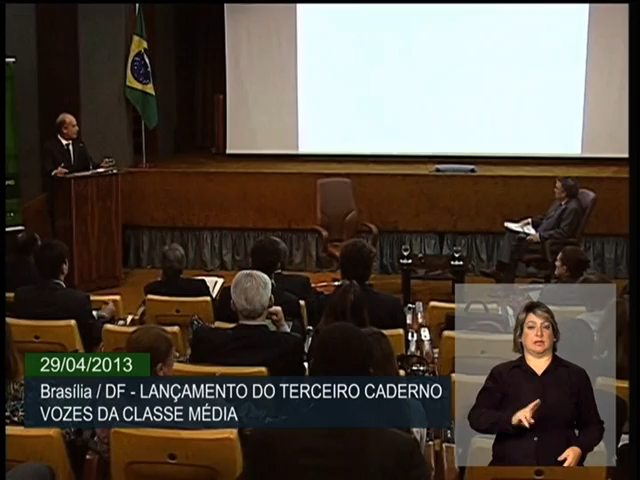 29/04/2013
Brasília / DF - LANÇAMENTO DO TERCEIRO CADERNO
VOZES DA CLASSE MÉDIA